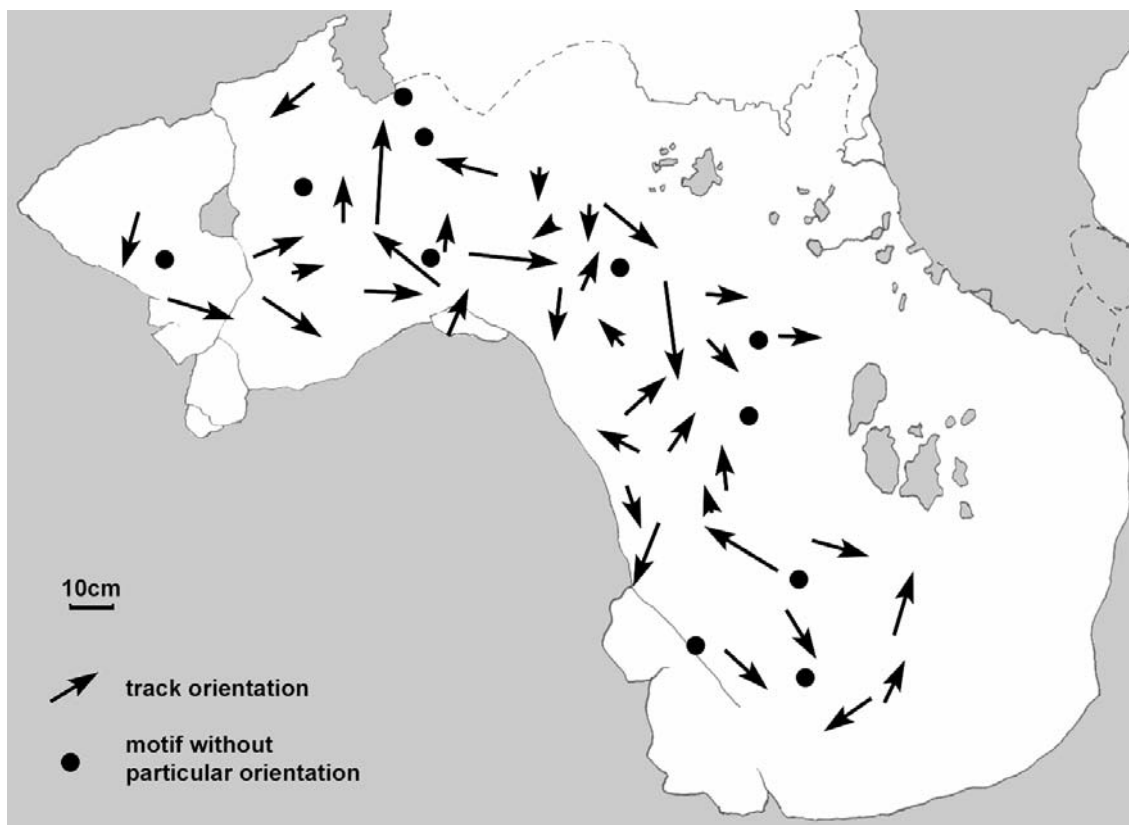 10cm
track orientation
motif without
particular orientation